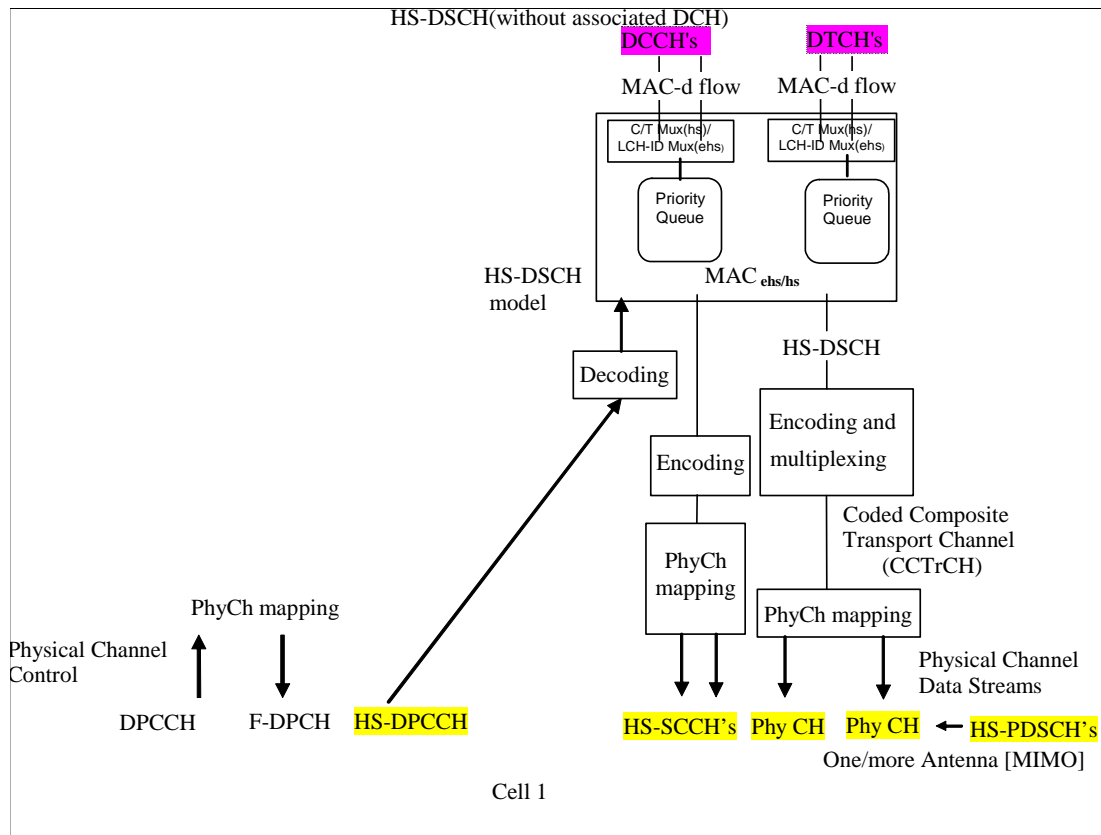 HS-DSCH(without associated DCH)
DCCH's
DTCH's
MAC-d flow
MAC-d flow
C/T Mux(hs)/
LCH-ID Mux(ehs)
C/T Mux(hs)/
LCH-ID Mux(ehs)
Priority
Queue
Priority
Queue
HS-DSCH
model
MAC ehs/hs
HS-DSCH
Decoding
Encoding and
multiplexing
Encoding
Coded Composite
Transport Channel
(CCTrCH)
PhyCh
mapping
PhyCh mapping
PhyCh mapping
Physical Channel
Control
Physical Channel
Data Streams
DPCCH
F-DPCH
HS-DPCCH
HS-SCCH’s
Phy CH
Phy CH
HS-PDSCH’s
One/more Antenna [MIMO]
Cell 1